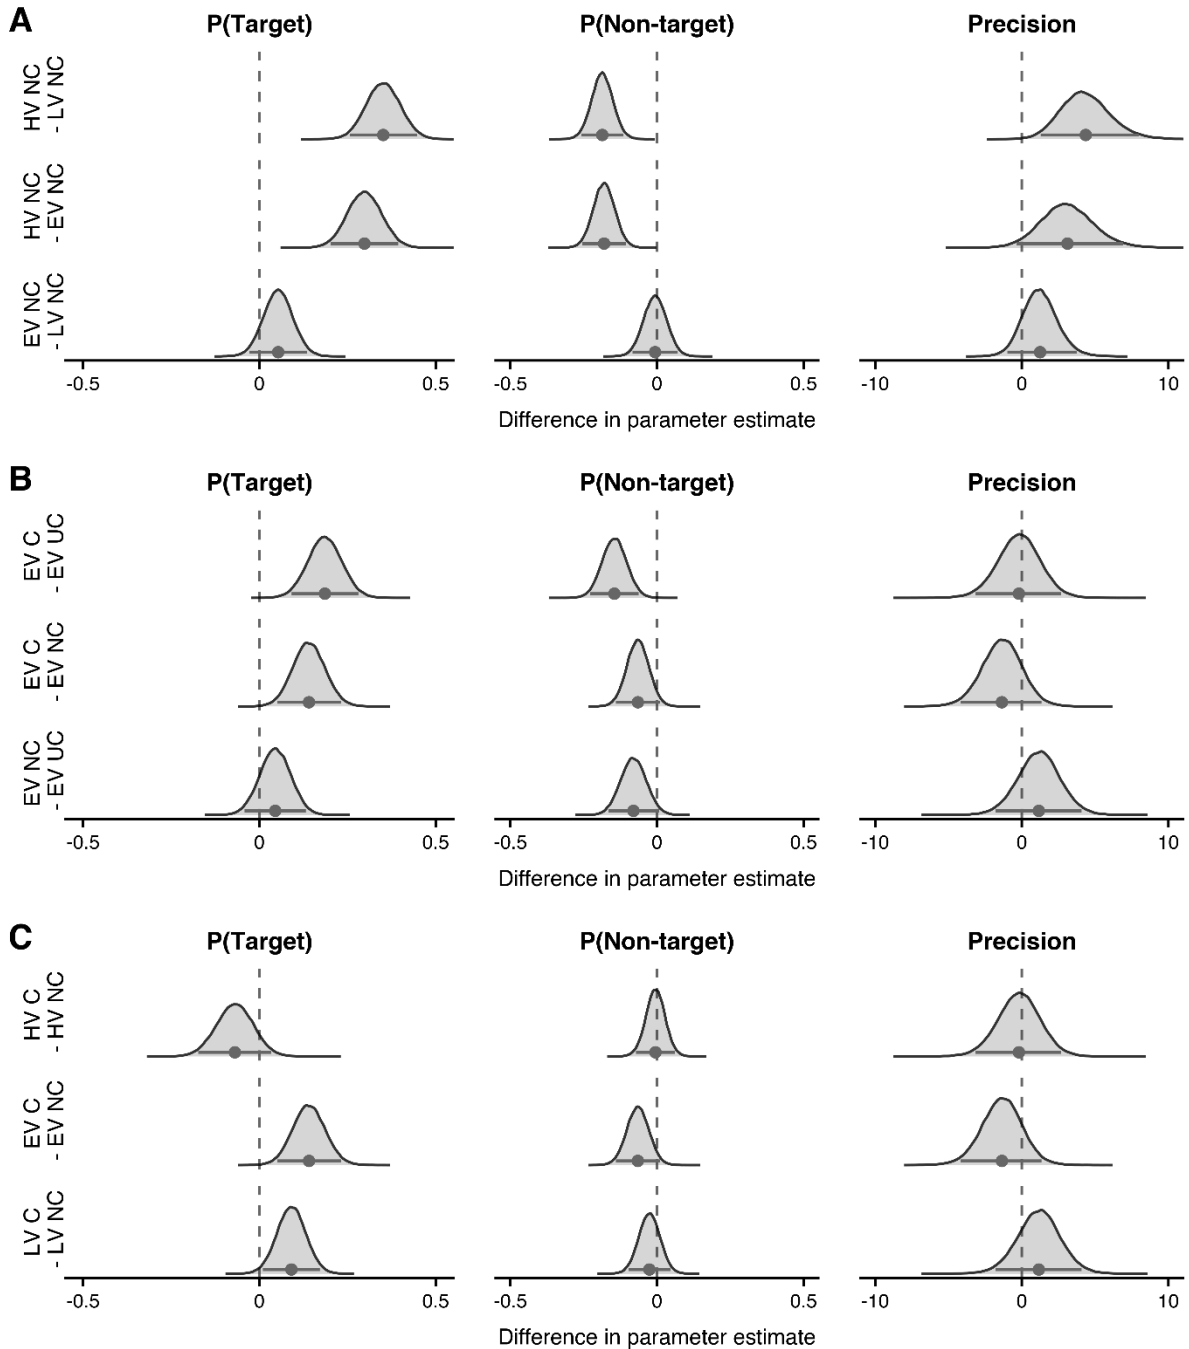 A
P(Target) P(Non-target) Precision
HV NC
- LV NC
HV NC
- EV NC
EV NC
- LV NC
-0.5 0 0.5 -0.5 0 0.5 -10 0 10
Difference in parameter estimate
B
P(Target) P(Non-target) Precision
EV C
- EV UC
EV C
- EV NC
EV NC
- EV UC
-0.5 0 0.5 -0.5 0 0.5 -10 0 10
Difference in parameter estimate
C
P(Target) P(Non-target) Precision
HV C
- HV NC
EV C
- EV NC
LV C
- LV NC
-0.5 0 0.5 -0.5 0 0.5 -10 0 10
Difference in parameter estimate